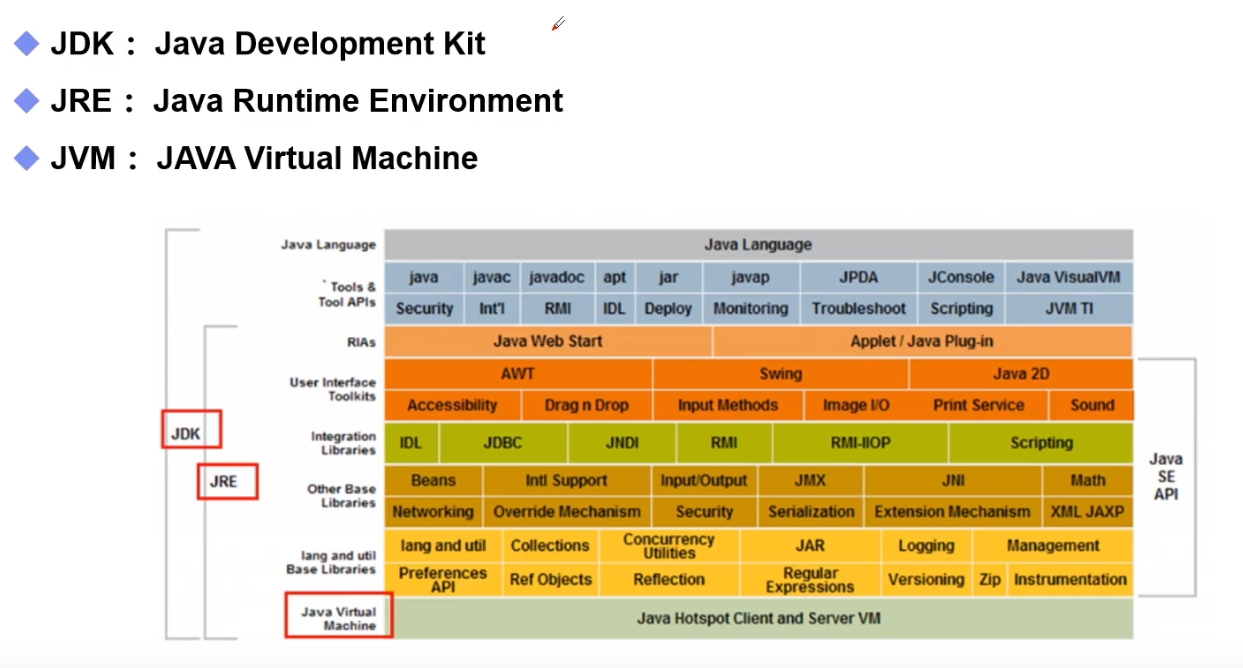 JDK： Java Development Kit
JRE： Java Runtime Environment
JVM： JAVA Virtual Machine
Java Language Java Language
` Tools &
Tool APIs
java javac javadoc apt jar javap JPDA JConsole Java VisualVM
Security Int'l RMI IDL Deploy Monitoring Troubleshoot Scripting JVM TI
RIAs Java Web Start Applet / Java Plug-in
User Interface
Toolkits
AWT Swing Java 2D
Accessibility Drag n Drop Input Methods Image I/O Print Service Sound
JDK
Integration
Libraries
IDL JDBC JNDI RMI RMI-IIOP Scripting
Java
SE
API
JRE
Other Base
Libraries
Beans Intl Support Input/Output JMX JNI Math
Networking Override Mechanism Security Serialization Extension Mechanism XML JAXP
lang and util
Base Libraries
lang and util Collections Concurrency
Utilities JAR Logging Management
Preferences
API Ref Objects Reflection Regular
Expressions Versioning Zip Instrumentation
Java Virtual
Machine
Java Hotspot Client and Server VM